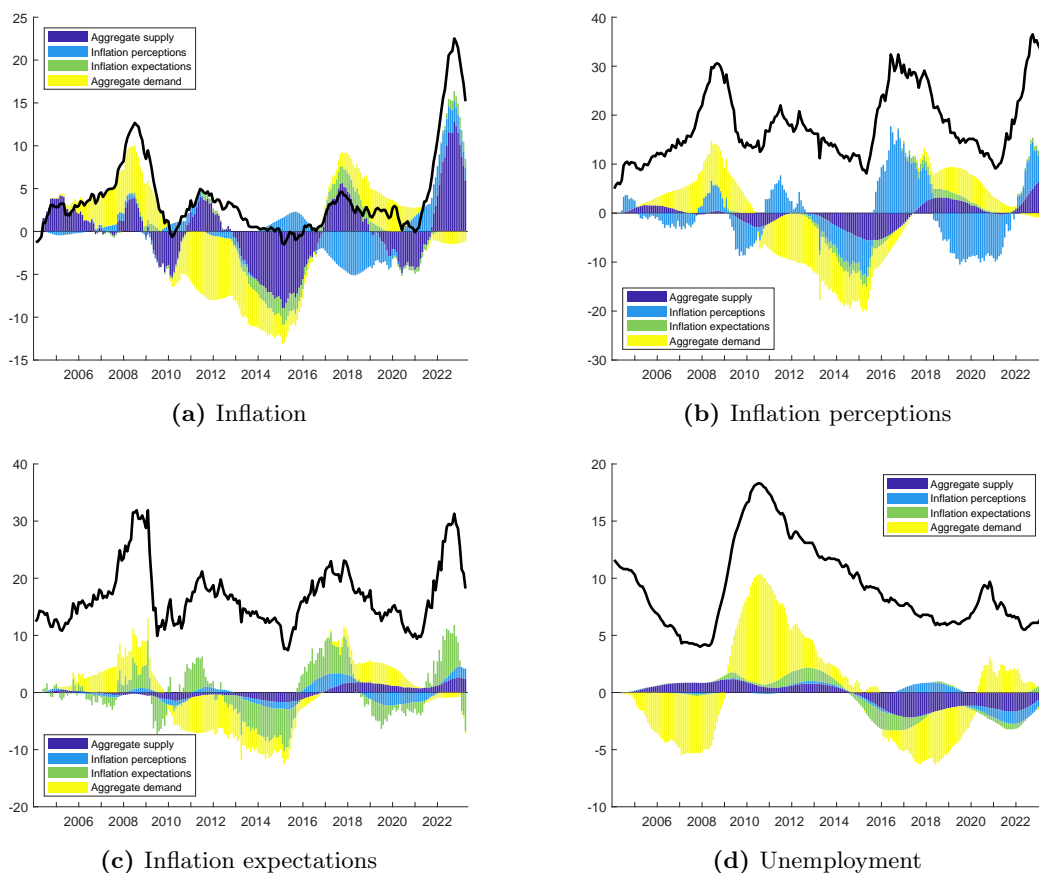 25
20
15
10
5
0
-5
-10
-15
Aggregate supply
Inflation perceptions
Inflation expectations
Aggregate demand
2006 2008 2010 2012 2014 2016 2018 2020 2022
(a) Inflation
40
30
20
10
0
-10
-20
-30
Aggregate supply
Inflation perceptions
Inflation expectations
Aggregate demand
2006 2008 2010 2012 2014 2016 2018 2020 2022
(b) Inflation perceptions
40
30
20
10
0
-10
-20
Aggregate supply
Inflation perceptions
Inflation expectations
Aggregate demand
2006 2008 2010 2012 2014 2016 2018 2020 2022
(c) Inflation expectations
20
15
10
5
0
-5
-10
Aggregate supply
Inflation perceptions
Inflation expectations
Aggregate demand
2006 2008 2010 2012 2014 2016 2018 2020 2022
(d) Unemployment